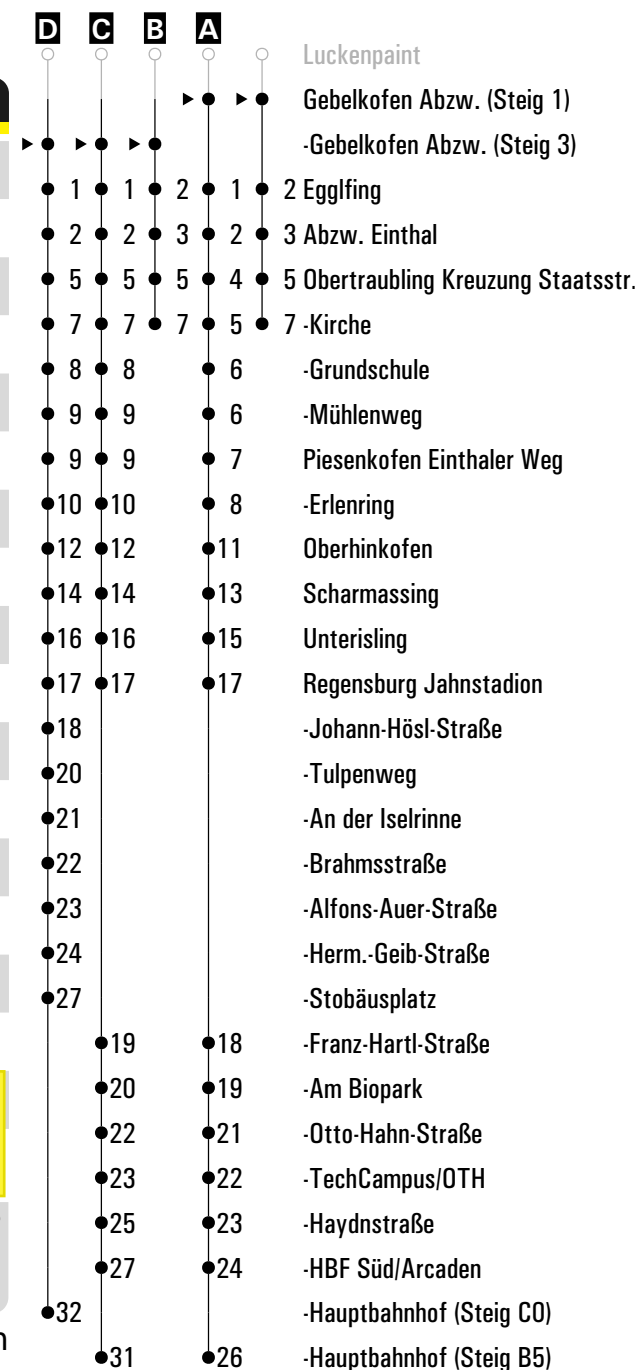 D C B A
Luckenpaint
Gebelkofen Abzw. (Steig 1)
-Gebelkofen Abzw. (Steig 3)
1 1 2 1 2 Egglfing
2 2 3 2 3 Abzw. Einthal
5 5 5 4 5 Obertraubling Kreuzung Staatsstr.
7 7 7 5 7 -Kirche
8 8 6 -Grundschule
9 9 6 -Mühlenweg
9 9 7 Piesenkofen Einthaler Weg
10 10 8 -Erlenring
12 12 11 Oberhinkofen
14 14 13 Scharmassing
16 16 15 Unterisling
17 17 17 Regensburg Jahnstadion
18 -Johann-Hösl-Straße
20 -Tulpenweg
21 -An der Iselrinne
22 -Brahmsstraße
23 -Alfons-Auer-Straße
24 -Herm.-Geib-Straße
27 -Stobäusplatz
19 18 -Franz-Hartl-Straße
20 19 -Am Biopark
22 21 -Otto-Hahn-Straße
23 22 -TechCampus/OTH
25 23 -Haydnstraße
27 24 -HBF Süd/Arcaden
32 -Hauptbahnhof (Steig C0)
31 26 -Hauptbahnhof (Steig B5)